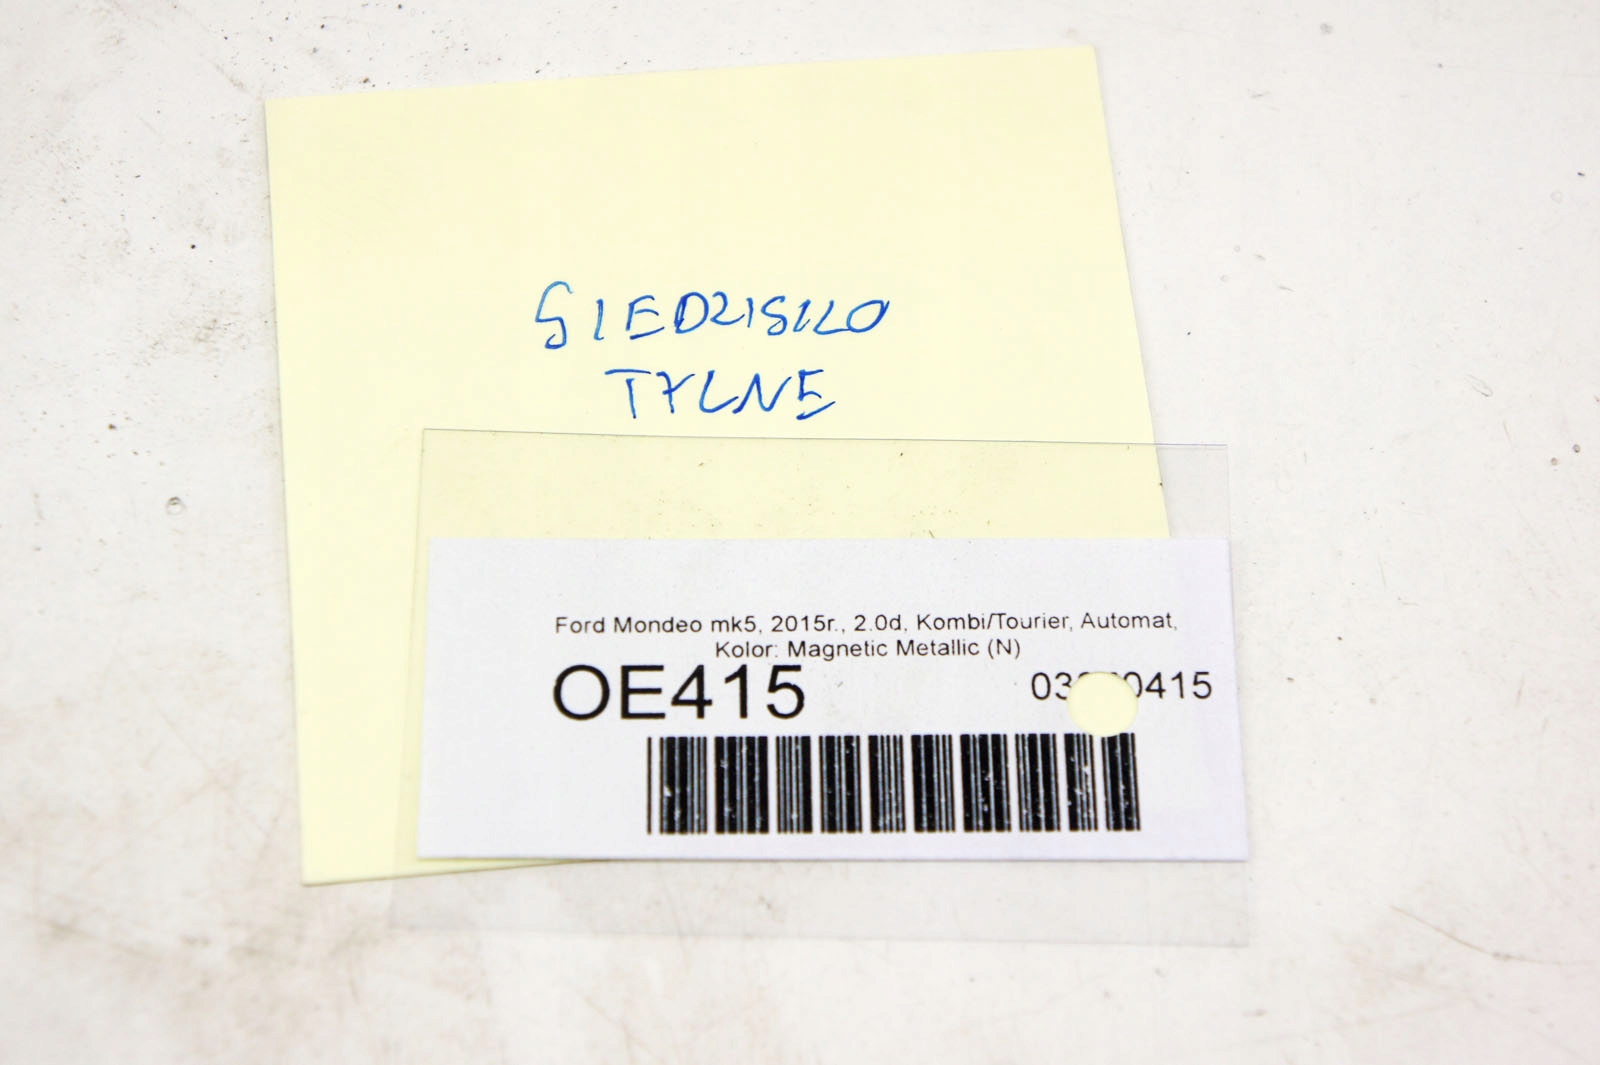 SIEDZISKO
TYLNE
Ford Mondeo mk5, 2015r., 2.0d, Kombi/Tourier, Automat,
Kolor: Magnetic Metallic (N)
OE415